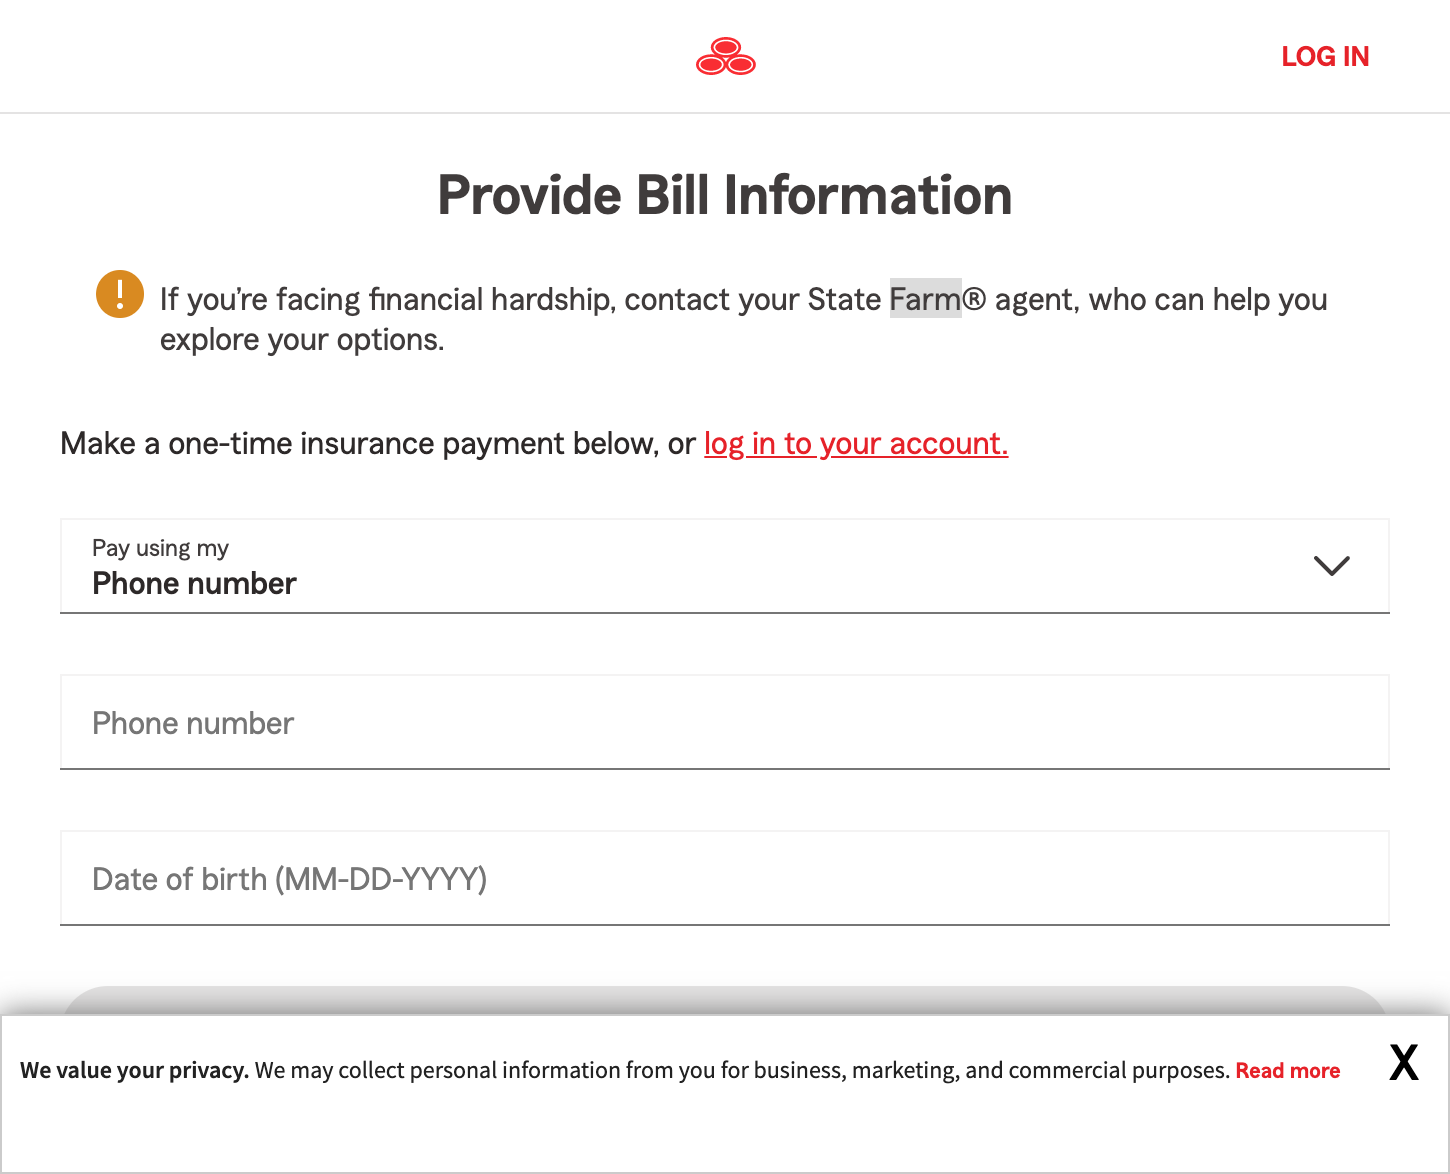 LOG IN
Provide Bill Information
If you’re facing financial hardship, contact your State Farm® agent, who can help you
explore your options.
Make a one-time insurance payment below, or log in to your account.
Pay using my
Phone number
Phone number
Date of birth (MM-DD-YYYY)
We value your privacy. We may collect personal information from you for business, marketing, and commercial purposes. Read more X